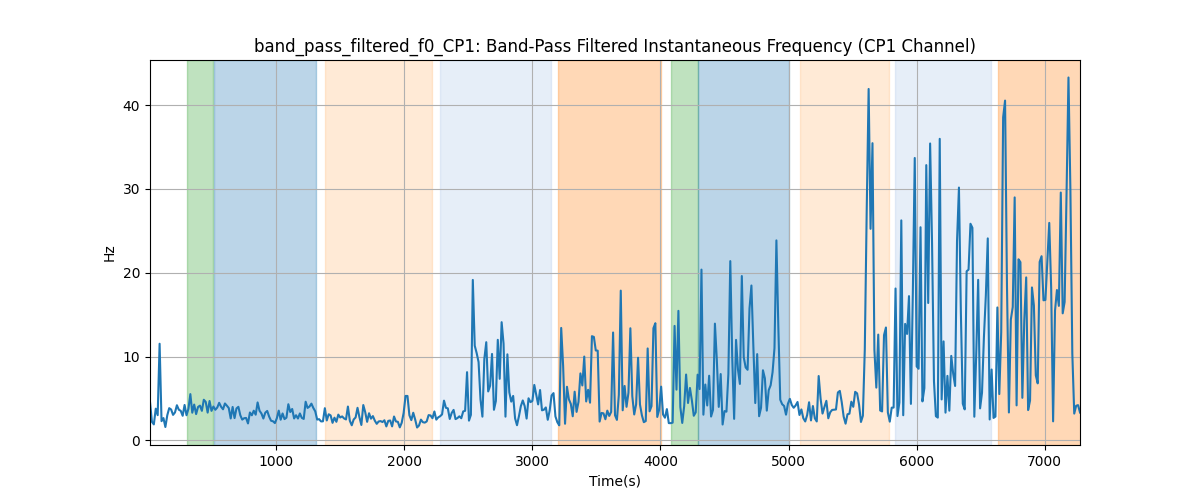 band_pass_filtered_f0_CP1: Band-Pass Filtered Instantaneous Frequency (CP1 Channel)
40
30
20
10
0
Hz
1000 2000 3000 4000 5000 6000 7000
Time(s)